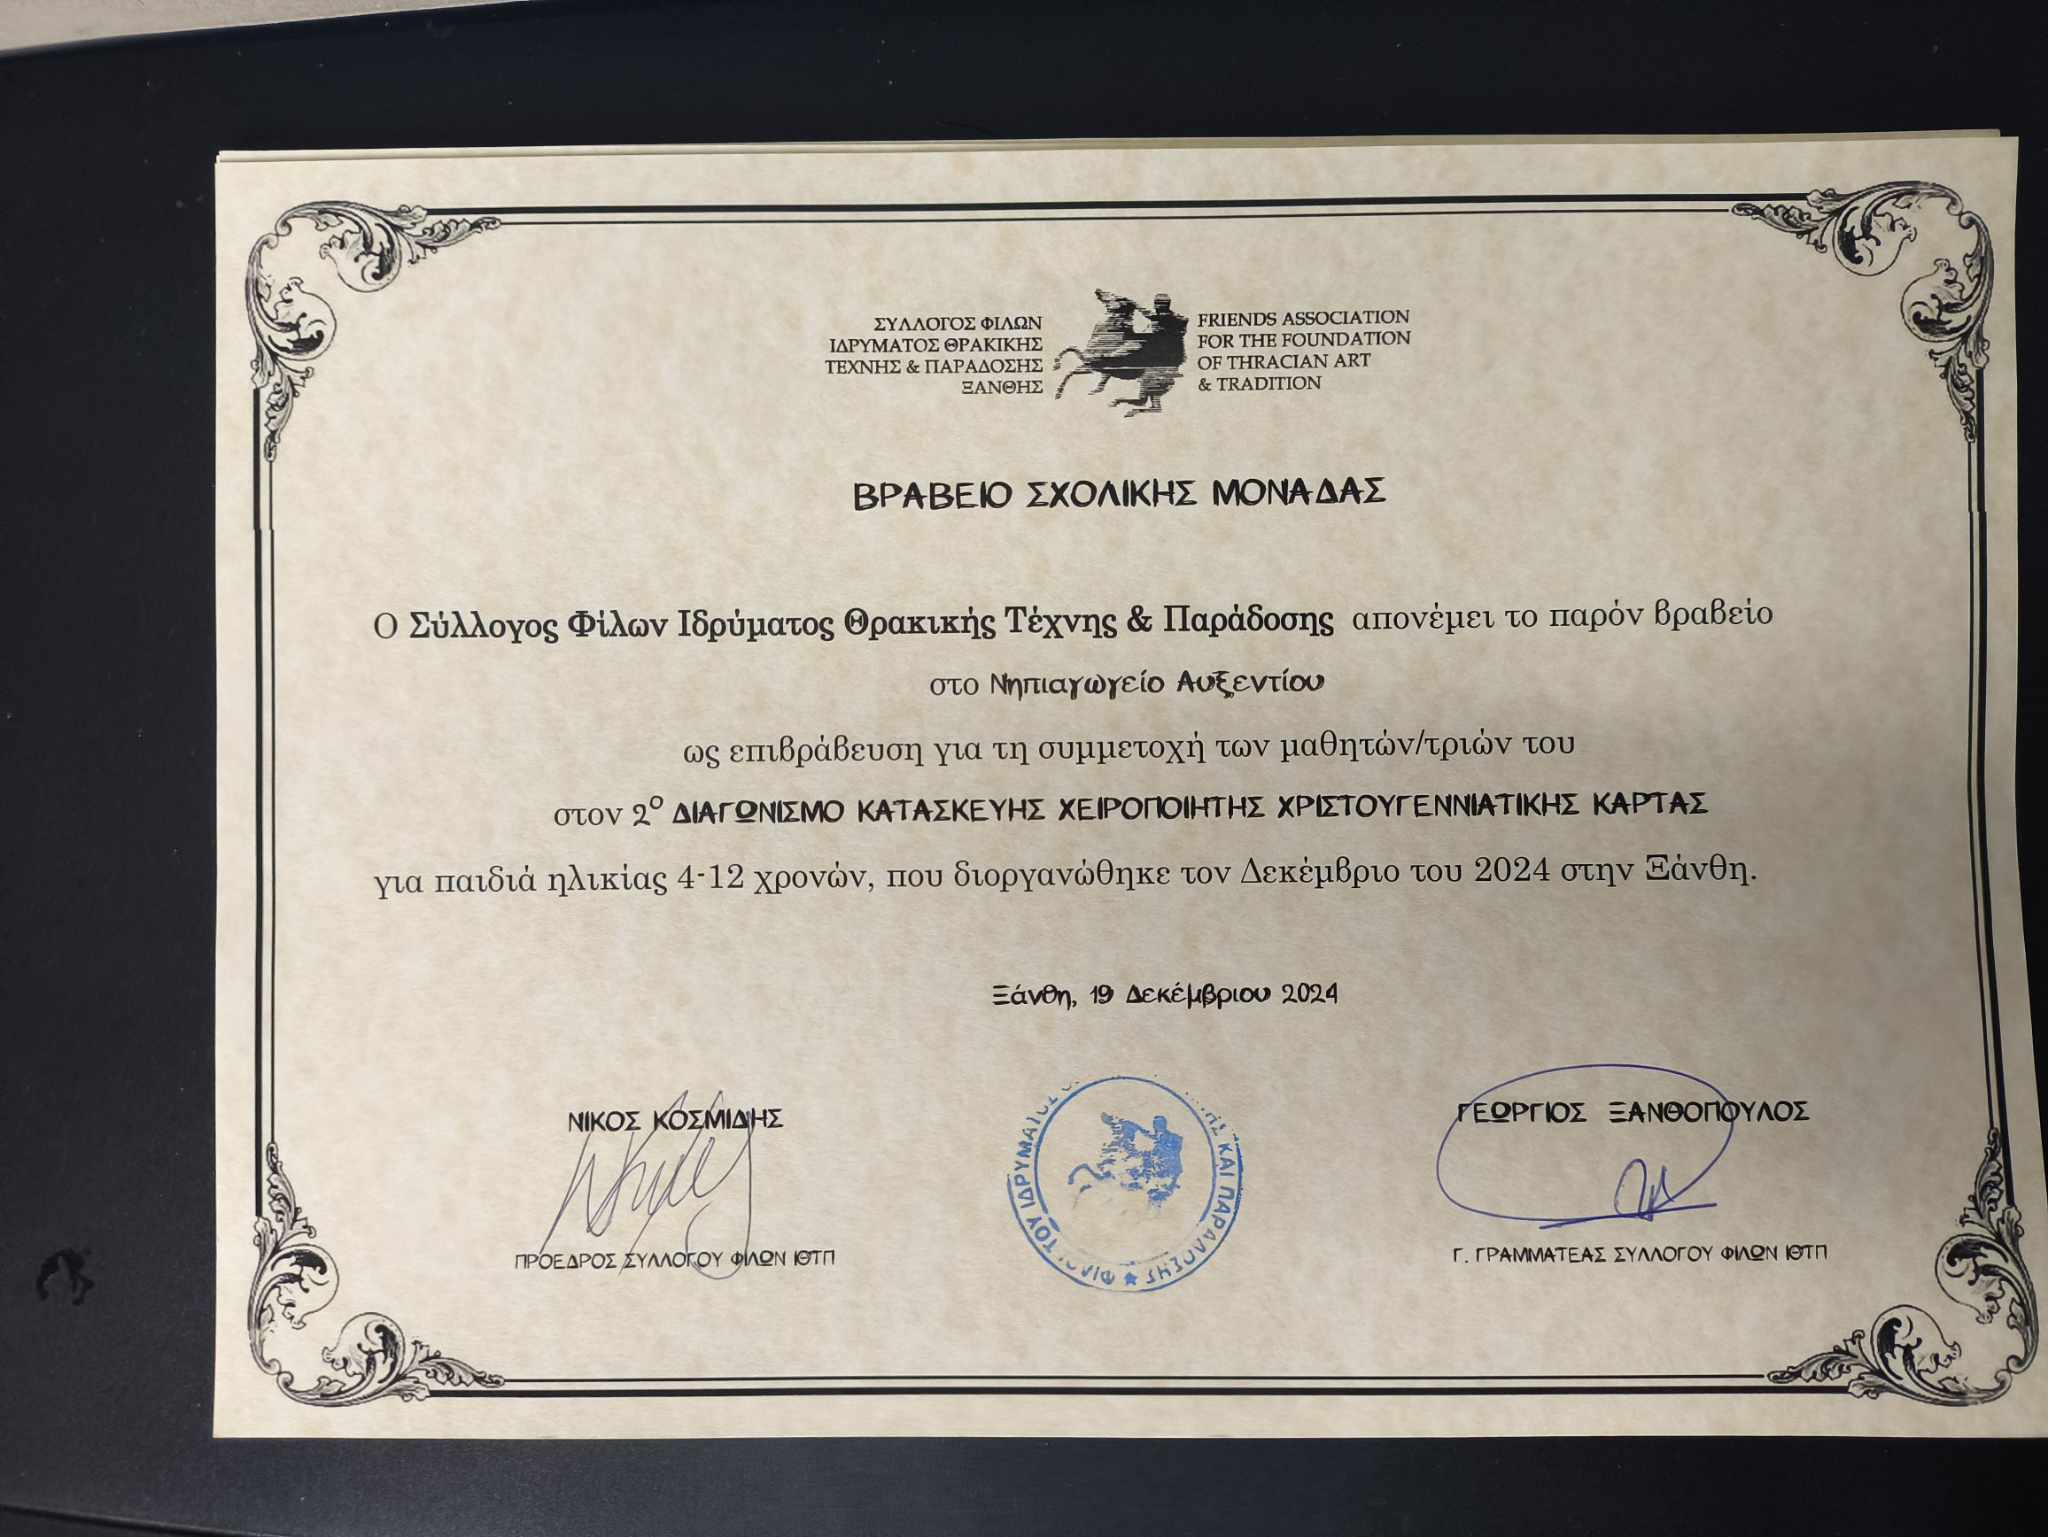 ΣΥΛΛΟΓΟΣ ΦΙΛΩΝ
ΙΔΡΥΜΑΤΟΣ ΘΡΑΚΙΚΗΣ
ΤΕΧΝΗΣ & ΠΑΡΑΔΟΣΗΣ
ΞΑΝΘΗΣ
FRIENDS ASSOCIATION
FOR THE FOUNDATION
OF THRACIAN ART
& TRADITION
ΒΡΑΒΕΙΟ ΣΧΟΛΙΚΗΣ ΜΟΝΑΔΑΣ
Ο Σύλλογος Φίλων Ιδρύματος Θρακικής Τέχνης & Παράδοσης απονέμει το παρόν βραβείο
στο Νηπιαγωγείο Αυξεντίου
ως επιβράβευση για τη συμμετοχή των μαθητών/τριών του
στον 2ο ΔΙΑΓΩΝΙΣΜΟ ΚΑΤΑΣΚΕΥΗΣ ΧΕΙΡΟΠΟΙΗΤΗΣ ΧΡΙΣΤΟΥΓΕΝΝΙΑΤΙΚΗΣ ΚΑΡΤΑΣ
για παιδιά ηλικίας 4-12 χρονών, που διοργανώθηκε τον Δεκέμβριο του 2024 στην Ξάνθη.
Ξάνθη, 19 Δεκέμβριου 2024
ΝΙΚΟΣ ΚΟΣΜΙΔΗΣ
ΠΡΟΕΔΡΟΣ ΣΥΛΛΟΓΟΥ ΦΙΛΩΝ ΙΘΤΠ
ΤΟΥ ΙΔΡΥΜΑΤΟΣ ΚΑΙ ΠΑΡΑΔΟΣΗΣ
ΓΕΩΡΓΙΟΣ ΞΑΝΘΟΠΟΥΛΟΣ
Γ. ΓΡΑΜΜΑΤΕΑΣ ΣΥΛΛΟΓΟΥ ΦΙΛΩΝ ΙΘΤΠ